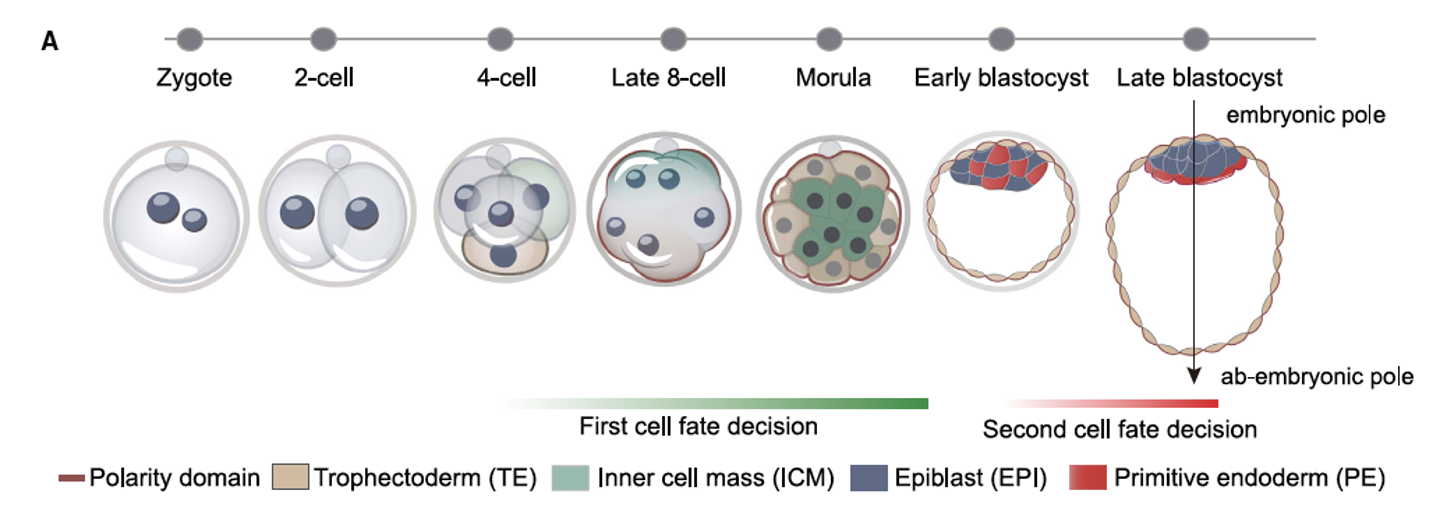 A
Zygote 2-cell 4-cell Late 8-cell Morula Early blastocyst Late blastocyst
embryonic pole
ab-embryonic pole
First cell fate decision
Second cell fate decision
Polarity domain Trophectoderm (TE) Inner cell mass (ICM) Epiblast (EPI) Primitive endoderm (PE)